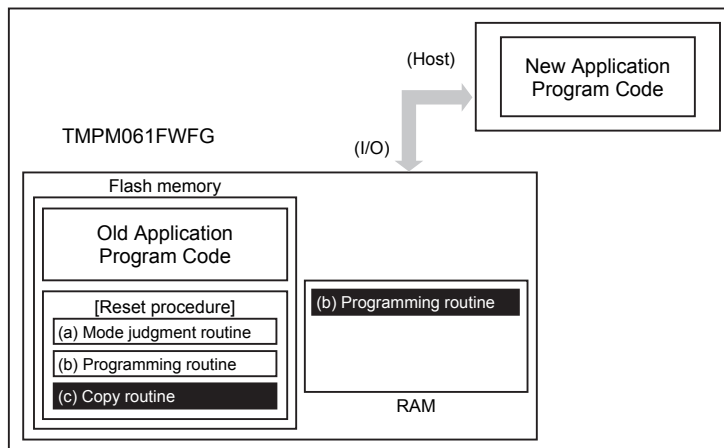 (Host)
New Application
Program Code
TMPM061FWFG
(I/O)
Flash memory
Old Application
Program Code
[Reset procedure]
(a) Mode judgment routine
(b) Programming routine
(c) Copy routine
(b) Programming routine
RAM